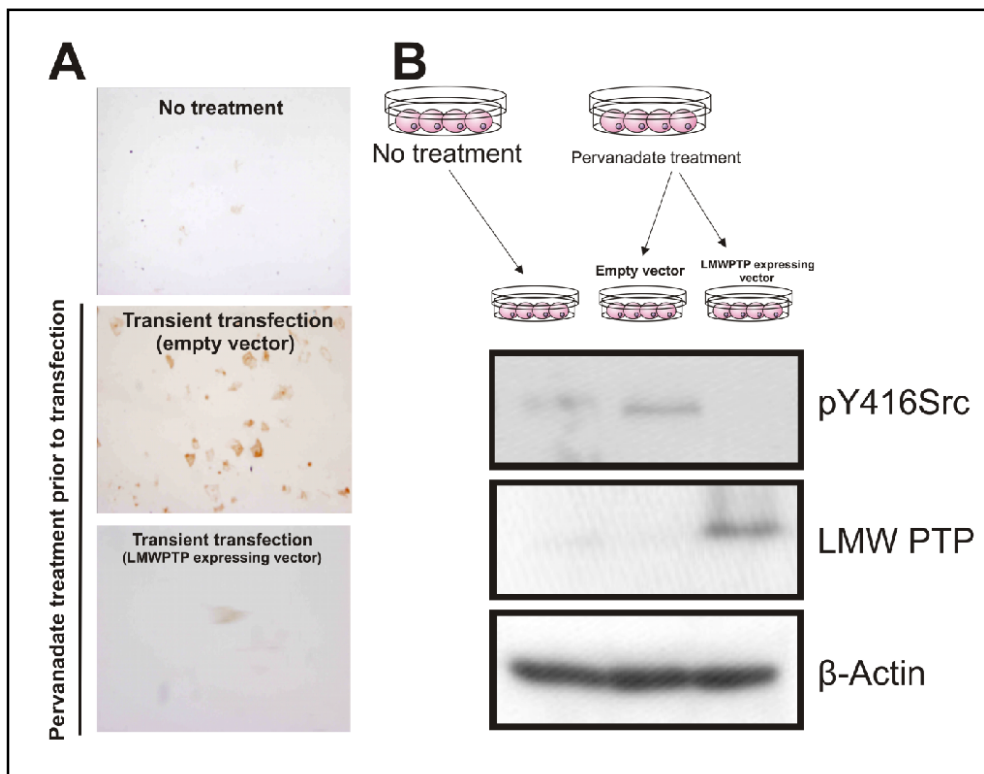 A
No treatment
Pervanadate treatment prior to transfection
Transient transfection
(empty vector)
Transient transfection
(LMWPTP expressing vector)
B
No treatment
Pervanadate treatment
Empty vector
LMWPTP expressing
vector
pY416Src
LMW PTP
β-Actin